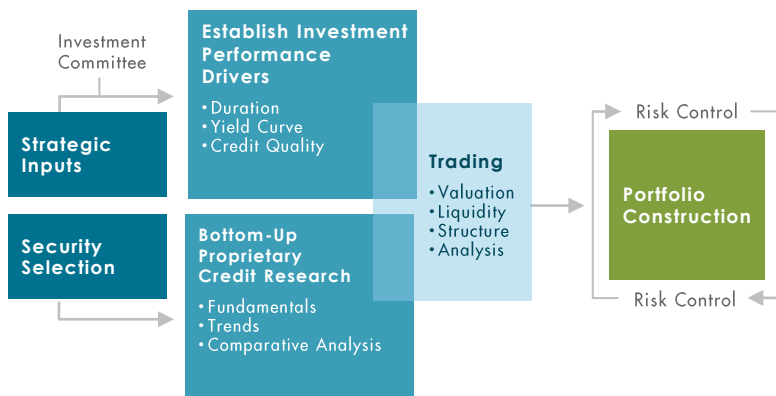 Investment
Committee
Strategic
Inputs
Establish Investment
Performance
Drivers
• Duration
• Yield Curve
• Credit Quality
Security
Selection
Bottom-Up
Proprietary
Credit Research
• Fundamentals
• Trends
• Comparative Analysis
Trading
• Valuation
• Liquidity
• Structure
• Analysis
Risk Control
Portfolio
Construction
Risk Control